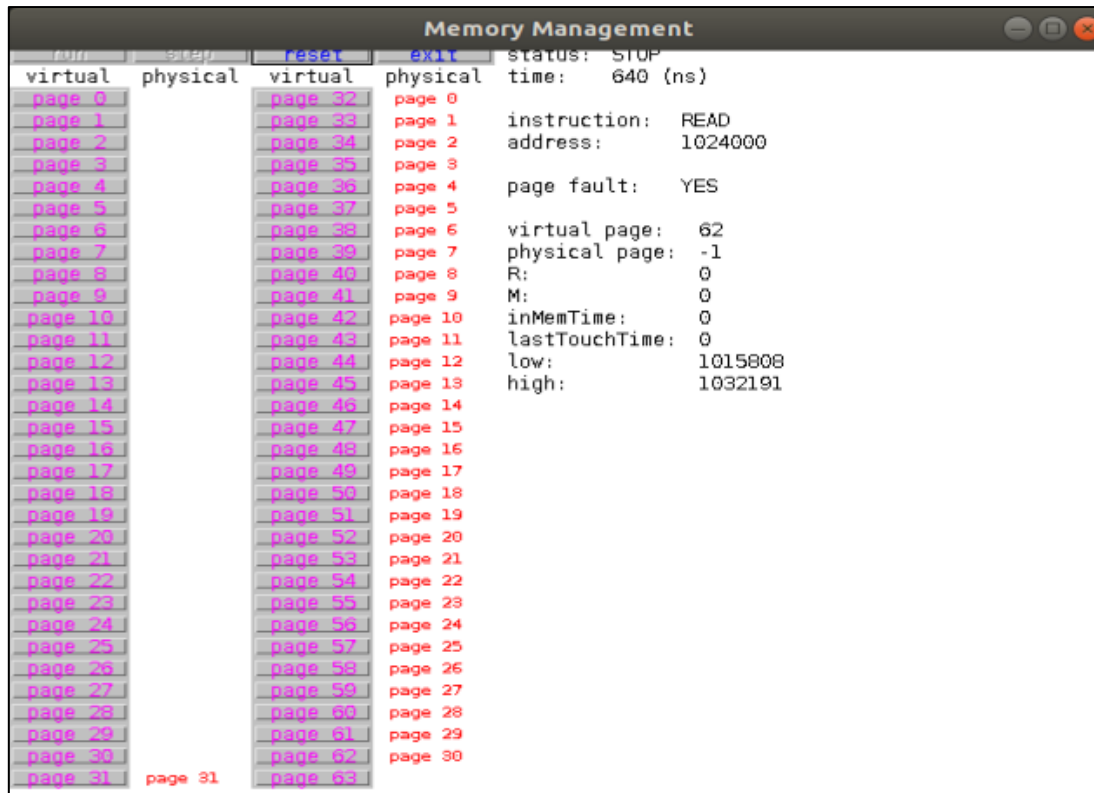 Memory Management
run step reset exit status: STOP
virtual physical virtual physical time: 640 (ns)
page 0 page 32 page 0
page 1 page 33 page 1 instruction: READ
page 2 page 34 page 2 address: 1024000
page 3 page 35 page 3
page 4 page 36 page 4 page fault: YES
page 5 page 37 page 5
page 6 page 38 page 6 virtual page: 62
page 7 page 39 page 7 physical page: -1
page 8 page 40 page 8 R: 0
page 9 page 41 page 9 M: 0
page 10 page 42 page 10 inMemTime: 0
page 11 page 43 page 11 lastTouchTime: 0
page 12 page 44 page 12 low: 1015808
page 13 page 45 page 13 high: 1032191
page 14 page 46 page 14
page 15 page 47 page 15
page 16 page 48 page 16
page 17 page 49 page 17
page 18 page 50 page 18
page 19 page 51 page 19
page 20 page 52 page 20
page 21 page 53 page 21
page 22 page 54 page 22
page 23 page 55 page 23
page 24 page 56 page 24
page 25 page 57 page 25
page 26 page 58 page 26
page 27 page 59 page 27
page 28 page 60 page 28
page 29 page 61 page 29
page 30 page 62 page 30
page 31 page 31 page 63